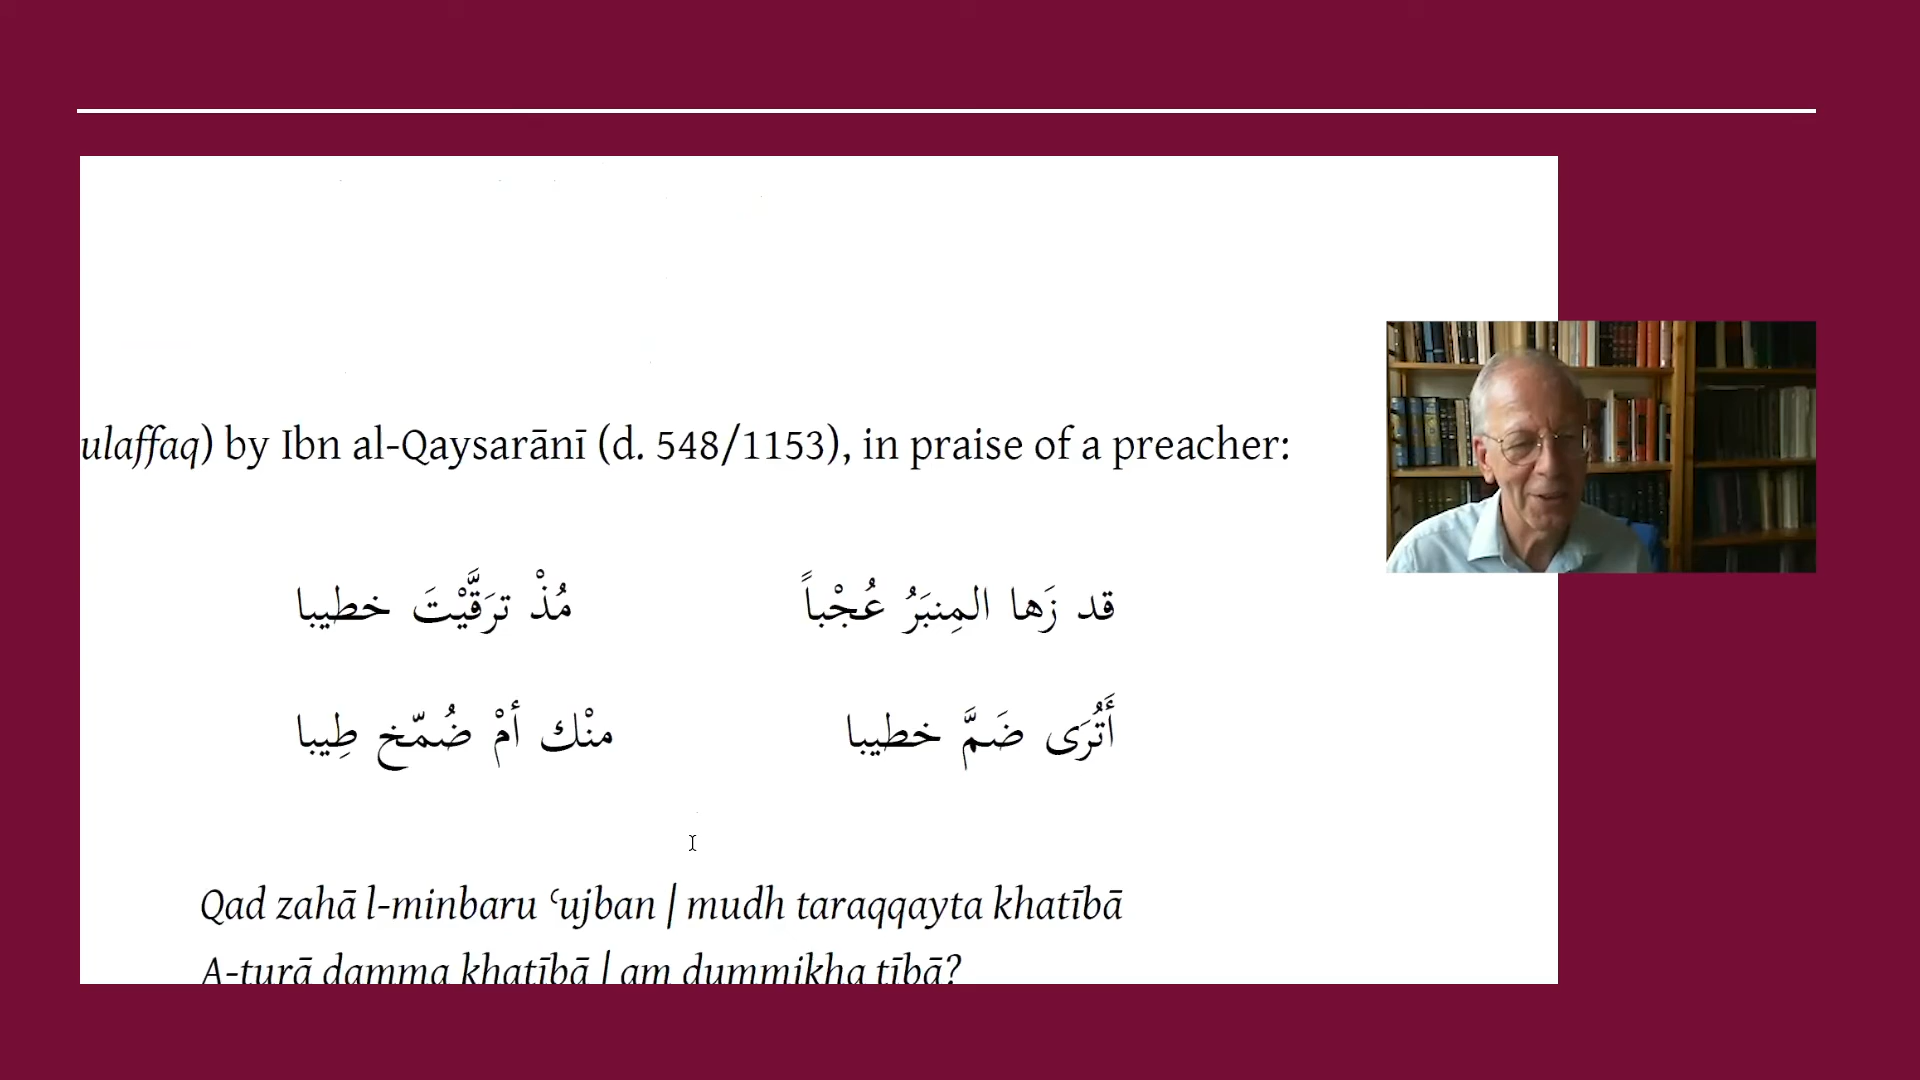 ulaffaq) by Ibn al-Qaysarānī (d. 548/1153), in praise of a preacher:
قد زَها المِنبَرُ عُجْباً مُذْ ترَقَّيْتَ خطيبا
أَتُرَى ضَمَّ خطيبا منْك أمْ ضُمّخ طِيبا
Qad zahā l-minbaru ʿujban | mudh taraqqayta khatībā
A-turā damma khatībā | am dummikha tībā?